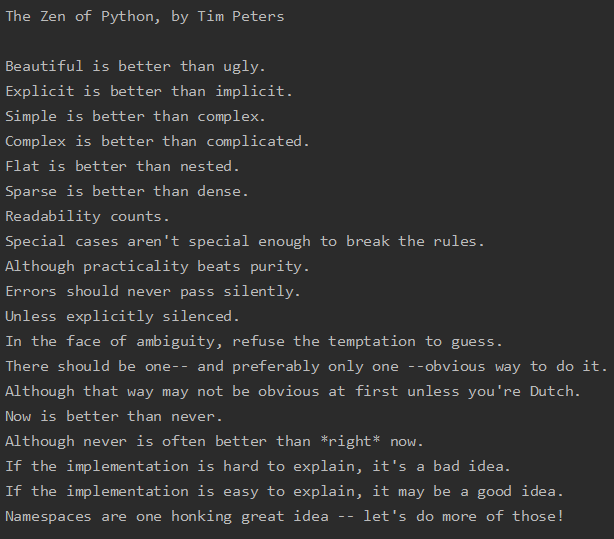 The Zen of Python, by Tim Peters

Beautiful is better than ugly.
Explicit is better than implicit.
Simple is better than complex.
Complex is better than complicated.
Flat is better than nested.
Sparse is better than dense.
Readability counts.
Special cases aren't special enough to break the rules.
Although practicality beats purity.
Errors should never pass silently.
Unless explicitly silenced.
In the face of ambiguity, refuse the temptation to guess.
There should be one-- and preferably only one --obvious way to do it.
Although that way may not be obvious at first unless you're Dutch.
Now is better than never.
Although never is often better than *right* now.
If the implementation is hard to explain, it's a bad idea.
If the implementation is easy to explain, it may be a good idea.
Namespaces are one honking great idea -- let's do more of those!